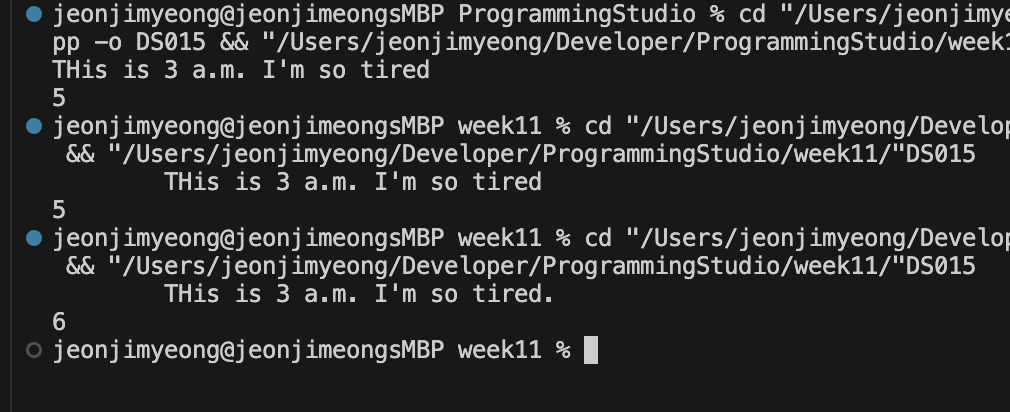 jeonjimyeong@jeonjimeongsMBP ProgrammingStudio % cd "/Users/jeonjimye
pp -o DS015 && "/Users/jeonjimyeong/Developer/ProgrammingStudio/week1
THis is 3 a.m. I'm so tired
5
jeonjimyeong@jeonjimeongsMBP week11 % cd "/Users/jeonjimyeong/Develop
&& "/Users/jeonjimyeong/Developer/ProgrammingStudio/week11/"DS015
THis is 3 a.m. I'm so tired
5
jeonjimyeong@jeonjimeongsMBP week11 % cd "/Users/jeonjimyeong/Develop
&& "/Users/jeonjimyeong/Developer/ProgrammingStudio/week11/"DS015
THis is 3 a.m. I'm so tired.
6
jeonjimyeong@jeonjimeongsMBP week11 %